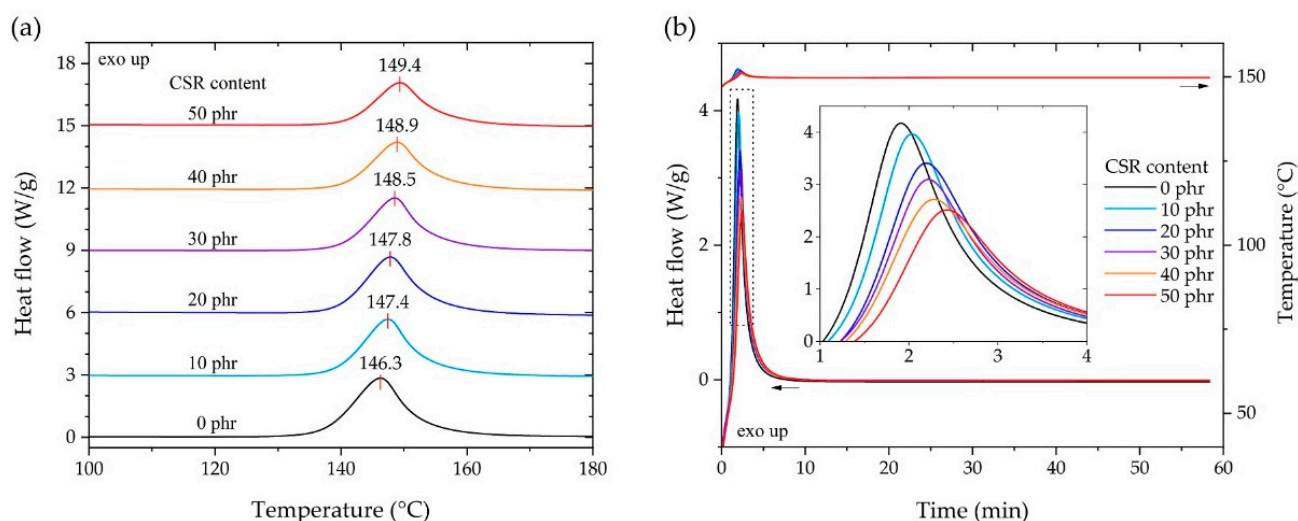 (a)
exo up
CSR content
50 phr
40 phr
30 phr
20 phr
10 phr
0 phr
149.4
148.9
148.5
147.8
147.4
146.3
18
15
12
9
6
3
0
Heat flow (W/g)
100
120
140
160
180
Temperature (°C)
(b)
4
2
0
Heat flow (W/g)
exo up
4
3
2
1
0
1
2
3
4
CSR content
0 phr
10 phr
20 phr
30 phr
40 phr
50 phr
150
100
50
Temperature (°C)
0
10
20
30
40
50
60
Time (min)